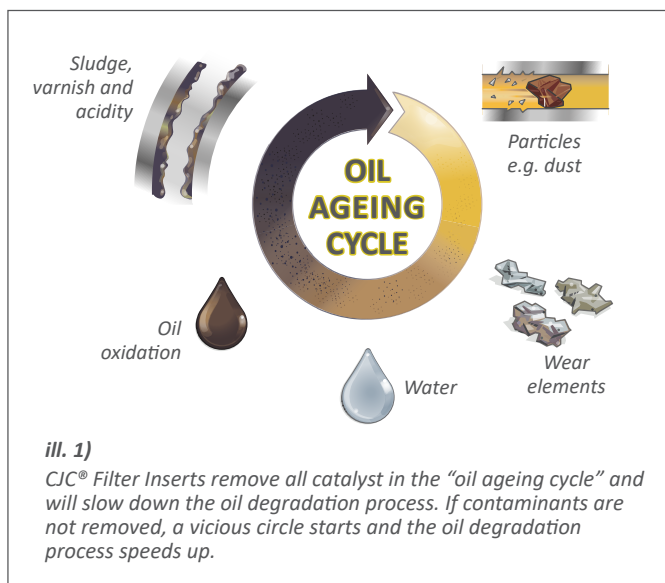 Sludge,
varnish and
acidity
OIL
AGEING
CYCLE
Particles
e.g. dust
Wear
elements
Water
Oil
oxidation
ill. 1)
CJC® Filter Inserts remove all catalyst in the “oil ageing cycle” and
will slow down the oil degradation process. If contaminants are
not removed, a vicious circle starts and the oil degradation
process speeds up.